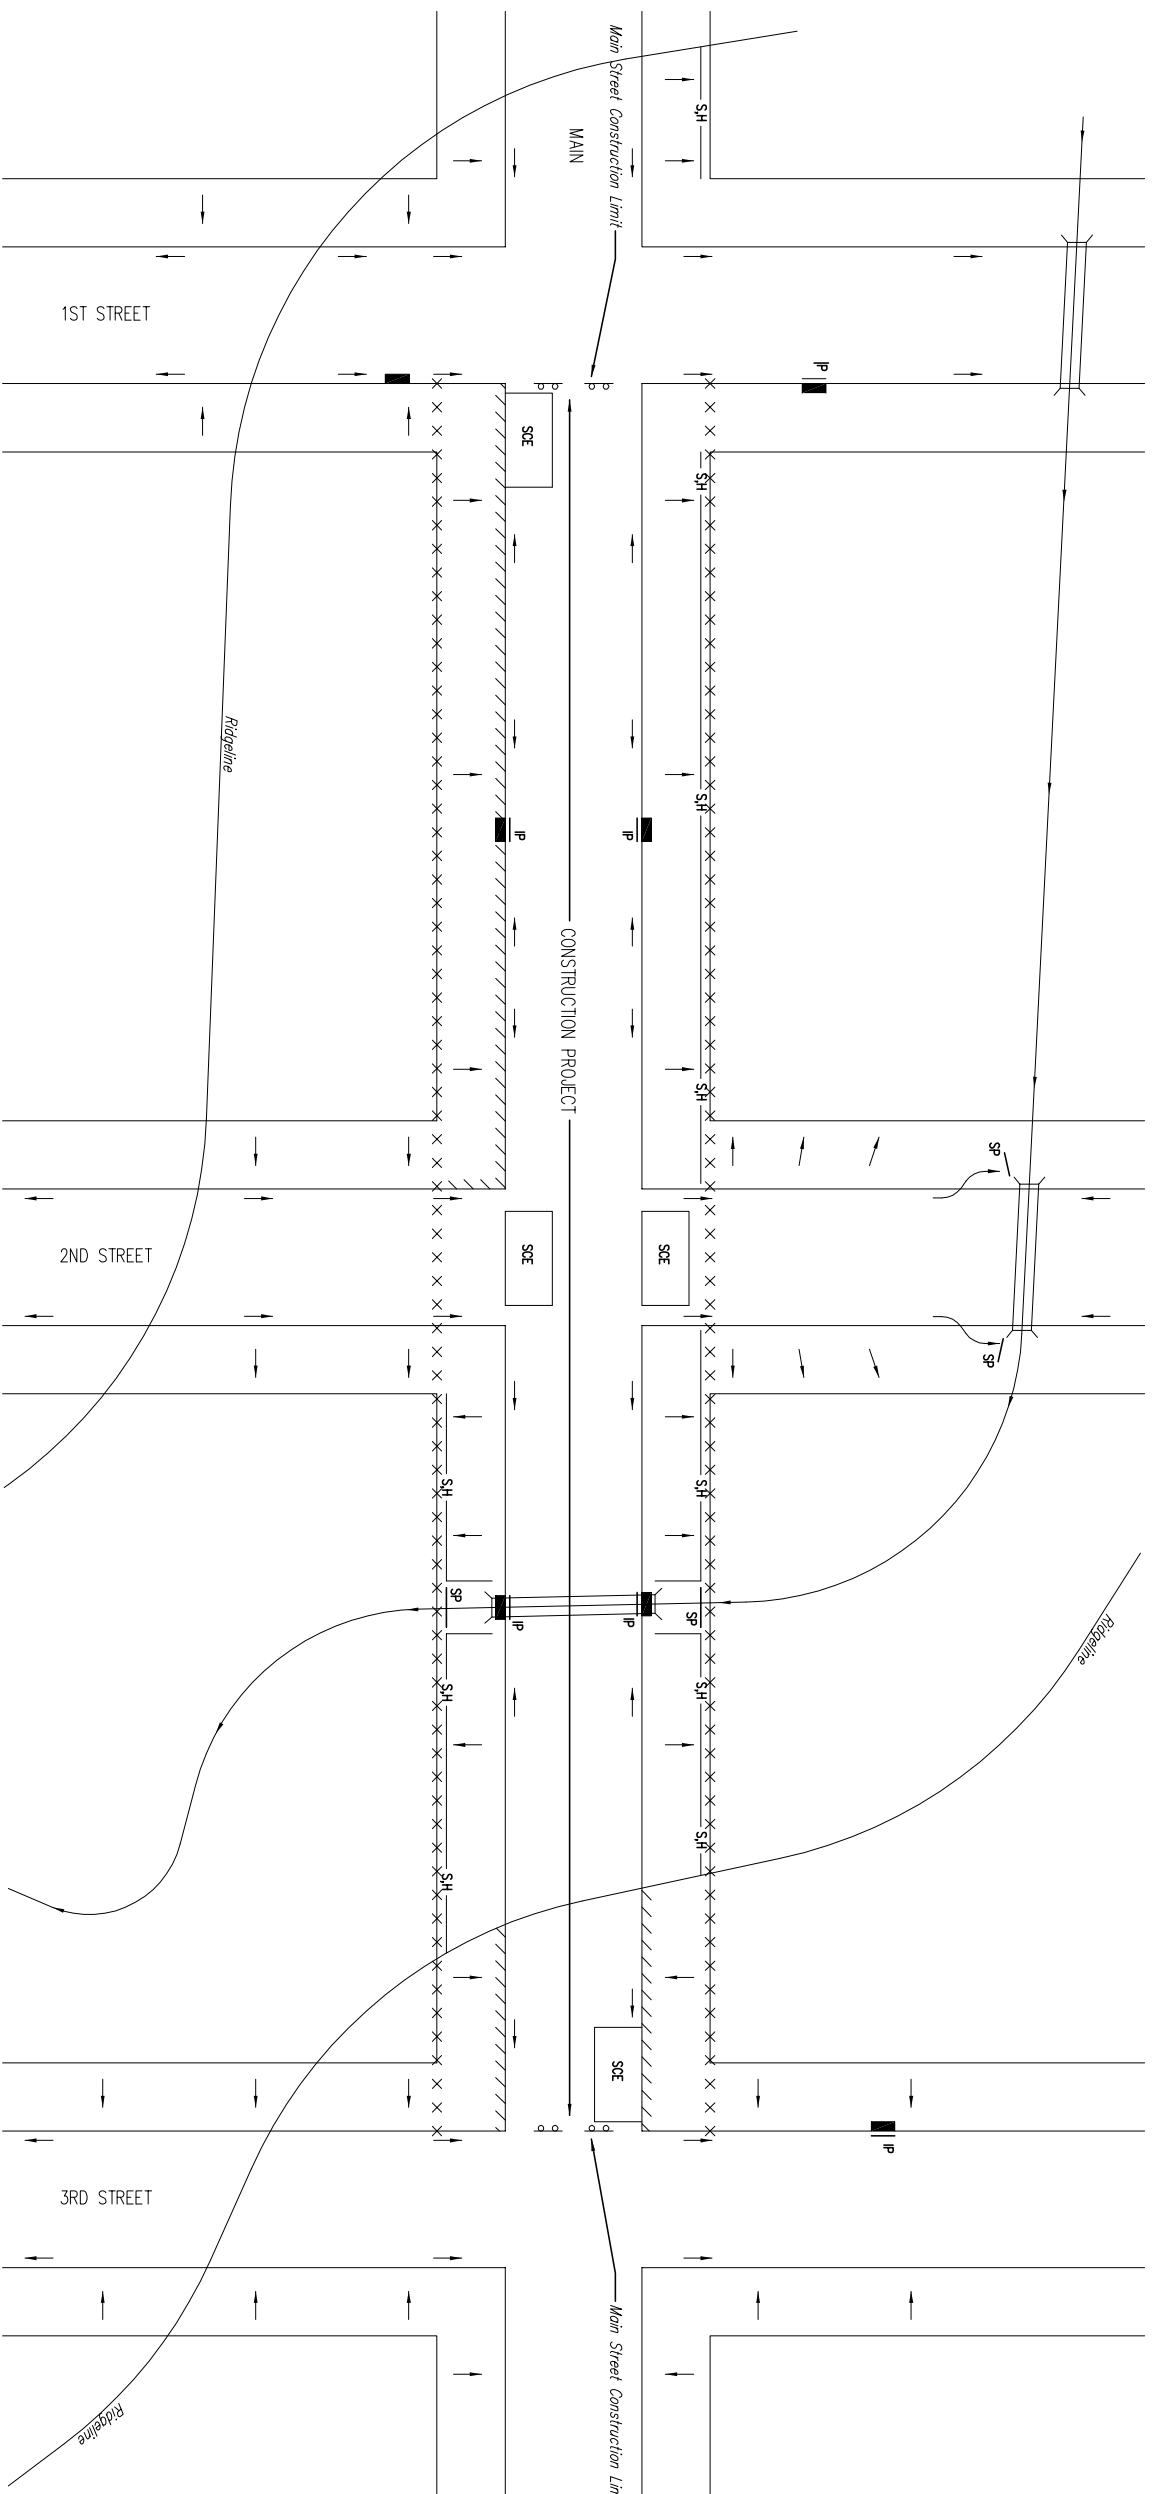 Main Street Construction Limit
MAIN
S,H
1ST STREET
IP
SCE
S,H
Ridgeline
S,H
IP
IP
CONSTRUCTION PROJECT
S,H
SP
2ND STREET
SCE
SCE
SP
S,H
S,H
SP
IP
IP
SP
Ridgeline
S,H
S,H
S,H
S,H
SCE
IP
3RD STREET
Main Street Construction Lim
Ridgeline